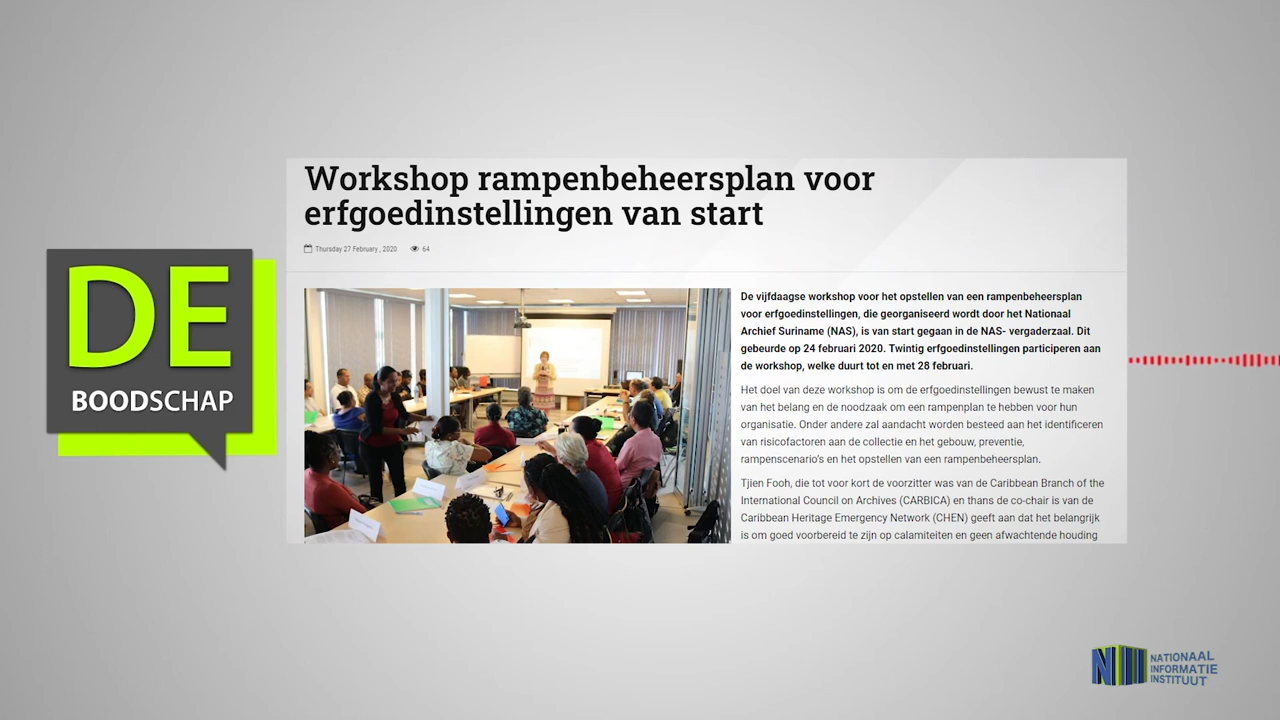 Workshop rampenbeheersplan voor
erfgoedinstellingen van start
Thursday 27 February , 2020 64
DE
BOODSCHAP
De vijfdaagse workshop voor het opstellen van een rampenbeheersplan
voor erfgoedinstellingen, die georganiseerd wordt door het Nationaal
Archief Suriname (NAS), is van start gegaan in de NAS- vergaderzaal. Dit
gebeurde op 24 februari 2020. Twintig erfgoedinstellingen participeren aan
de workshop, welke duurt tot en met 28 februari.
Het doel van deze workshop is om de erfgoedinstellingen bewust te maken
van het belang en de noodzaak om een rampenplan te hebben voor hun
organisatie. Onder andere zal aandacht worden besteed aan het identificeren
van risicofactoren aan de collectie en het gebouw, preventie,
rampenscenario's en het opstellen van een rampenbeheersplan.
Tjien Fooh, die tot voor kort de voorzitter was van de Caribbean Branch of the
International Council on Archives (CARBICA) en thans de co-chair is van de
Caribbean Heritage Emergency Network (CHEN) geeft aan dat het belangrijk
is om goed voorbereid te zijn op calamiteiten en geen afwachtende houding
NII
NATIONAAL
INFORMATIE
INSTITUUT